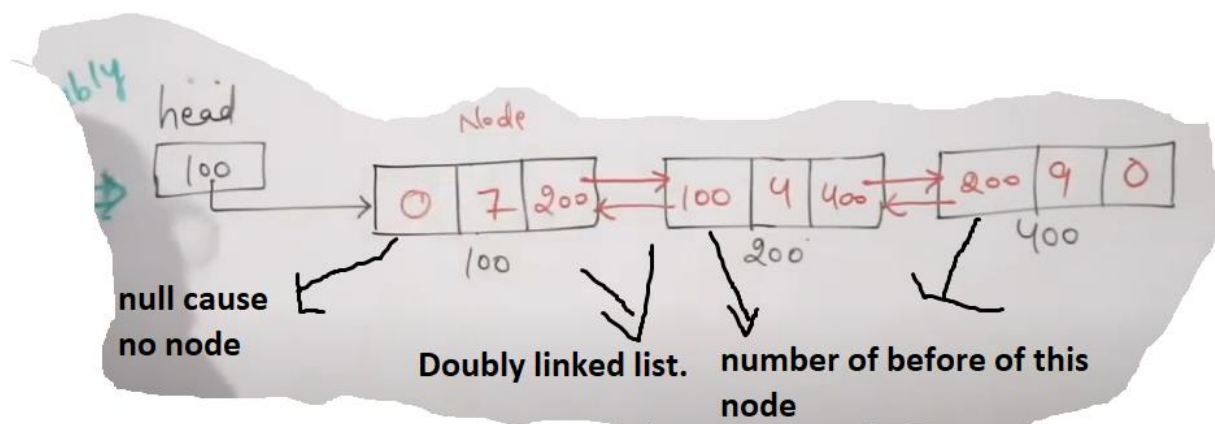 bly
head
Node
100
0 7 200
100 4 400
200 9 0
100
200
400
null cause
no node
Doubly linked list.
number of before of this
node